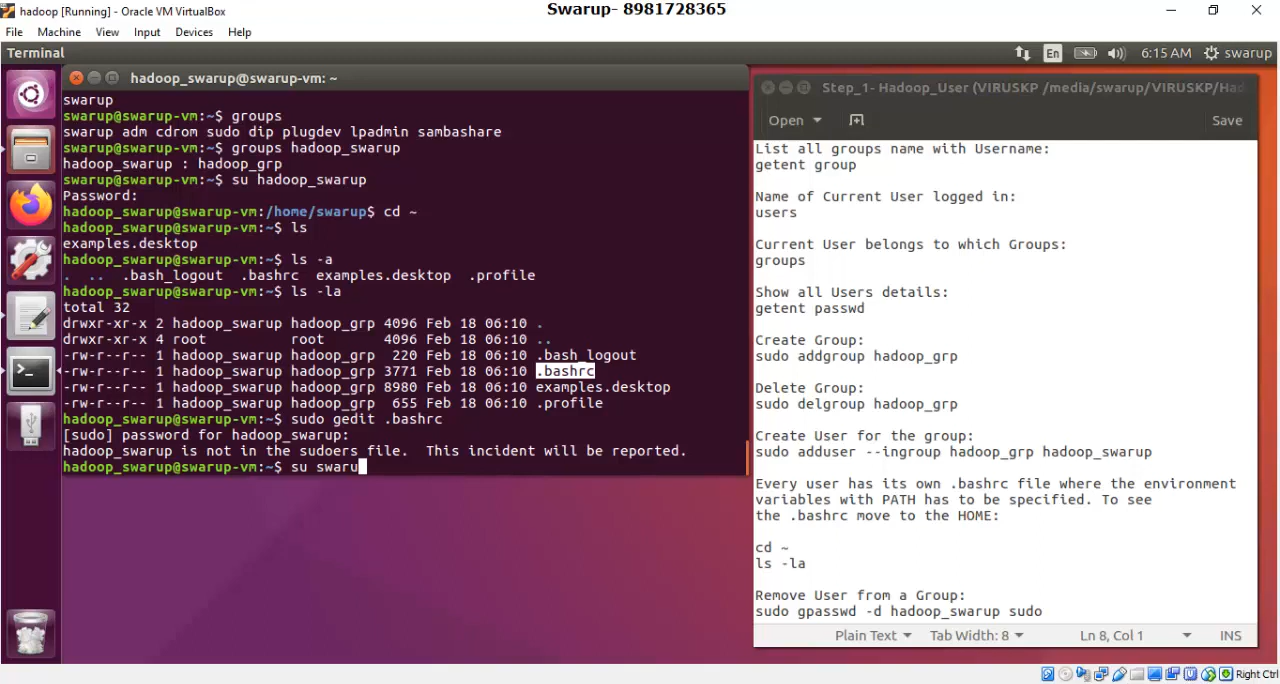 hadoop [Running] - Oracle VM VirtualBox
Swarup- 8981728365
File Machine View Input Devices Help
Terminal
En
6:15 AM
swarup
hadoop_swarup@swarup-vm: ~
swarup
swarup@swarup-vm:~$ groups
swarup adm cdrom sudo dip plugdev lpadmin sambashare
swarup@swarup-vm:~$ groups hadoop_swarup
hadoop_swarup : hadoop_grp
swarup@swarup-vm:~$ su hadoop_swarup
Password:
hadoop_swarup@swarup-vm:/home/swarup$ cd ~
hadoop_swarup@swarup-vm:~$ ls
examples.desktop
hadoop_swarup@swarup-vm:~$ ls -a
. .. .bash_logout .bashrc examples.desktop .profile
hadoop_swarup@swarup-vm:~$ ls -la
total 32
drwxr-xr-x 2 hadoop_swarup hadoop_grp 4096 Feb 18 06:10 .
drwxr-xr-x 4 root root 4096 Feb 18 06:10 ..
-rw-r--r-- 1 hadoop_swarup hadoop_grp 220 Feb 18 06:10 .bash_logout
-rw-r--r-- 1 hadoop_swarup hadoop_grp 3771 Feb 18 06:10 .bashrc
-rw-r--r-- 1 hadoop_swarup hadoop_grp 8980 Feb 18 06:10 examples.desktop
-rw-r--r-- 1 hadoop_swarup hadoop_grp 655 Feb 18 06:10 .profile
hadoop_swarup@swarup-vm:~$ sudo gedit .bashrc
[sudo] password for hadoop_swarup:
hadoop_swarup is not in the sudoers file. This incident will be reported.
hadoop_swarup@swarup-vm:~$ su swaru
Step_1- Hadoop_User (VIRUSKP /media/swarup/VIRUSKP/Had
Open
Save
List all groups name with Username:
getent group
Name of Current User logged in:
users
Current User belongs to which Groups:
groups
Show all Users details:
getent passwd
Create Group:
sudo addgroup hadoop_grp
Delete Group:
sudo delgroup hadoop_grp
Create User for the group:
sudo adduser --ingroup hadoop_grp hadoop_swarup
Every user has its own .bashrc file where the environment
variables with PATH has to be specified. To see
the .bashrc move to the HOME:
cd ~
ls -la
Remove User from a Group:
sudo gpasswd -d hadoop_swarup sudo
Plain Text Tab Width: 8 Ln 8, Col 1 INS
Right Ctrl